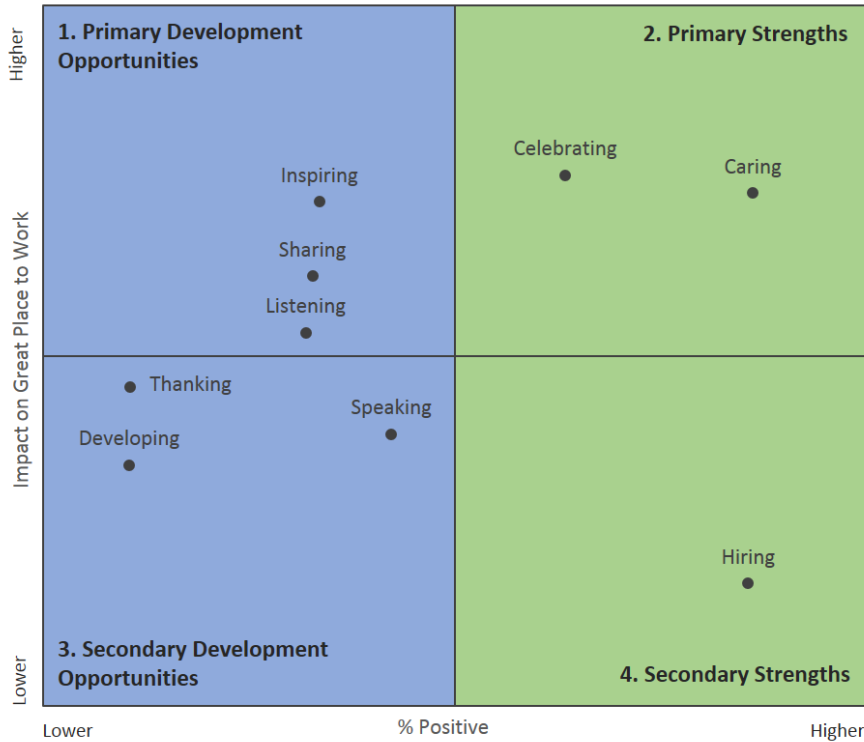 1. Primary Development
Opportunities
2. Primary Strengths
Higher
Celebrating
Caring
Inspiring
Sharing
Listening
Impact on Great Place to Work
Thanking
Speaking
Developing
Hiring
3. Secondary Development
Opportunities
4. Secondary Strengths
Lower
Lower
% Positive
Higher